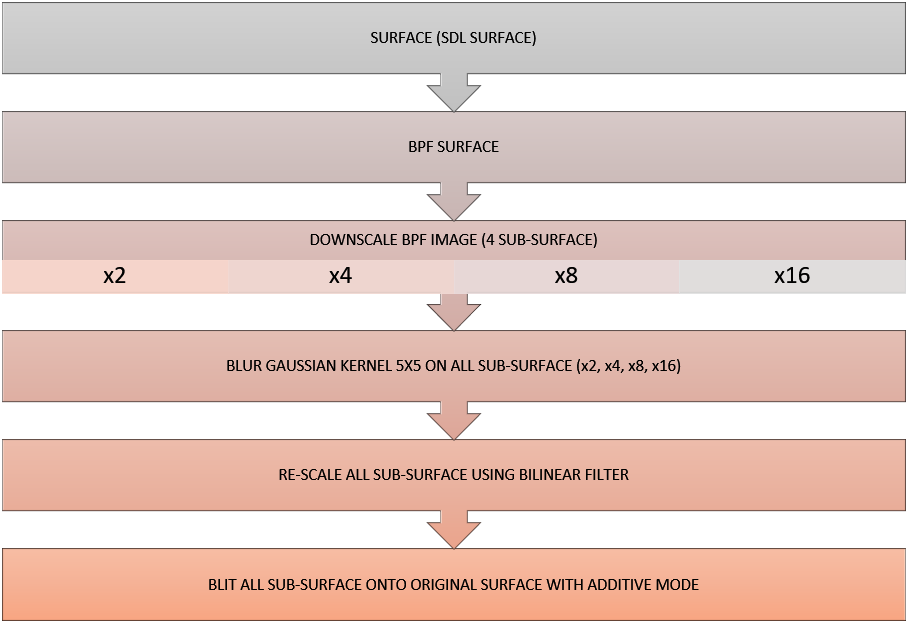 SURFACE (SDL SURFACE)
BPF SURFACE
DOWNSCALE BPF IMAGE (4 SUB-SURFACE)
x2 x4 x8 x16
BLUR GAUSSIAN KERNEL 5X5 ON ALL SUB-SURFACE (x2, x4, x8, x16)
RE-SCALE ALL SUB-SURFACE USING BILINEAR FILTER
BLIT ALL SUB-SURFACE ONTO ORIGINAL SURFACE WITH ADDITIVE MODE